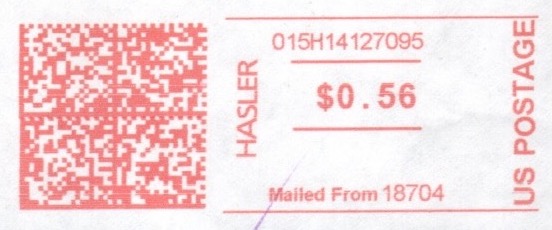 015H14127095
HASLER
$0.56
US POSTAGE
Mailed From 18704